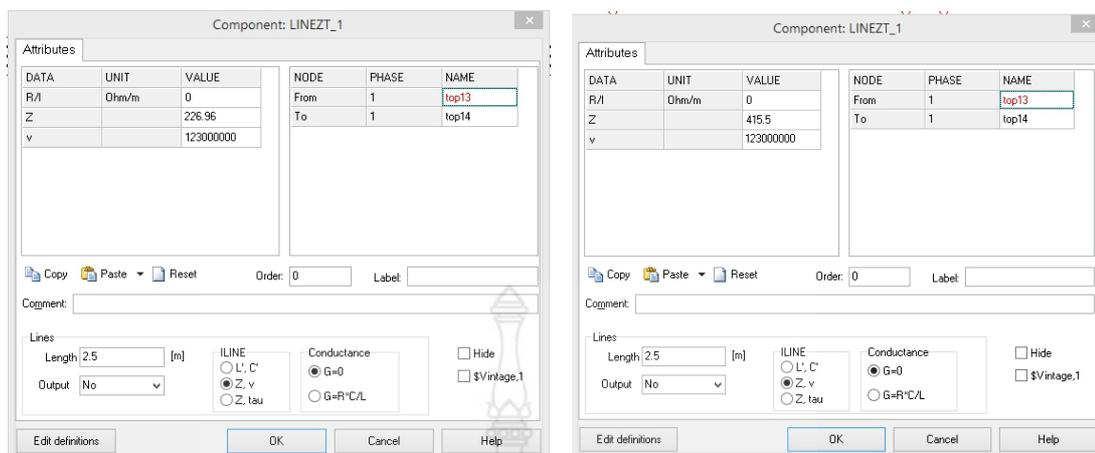 Component: LINEZT_1
Attributes
DATA UNIT VALUE
R/l Ohm/m 0
Z 226.96
v 123000000
NODE PHASE NAME
From 1 top13
To 1 top14
Copy Paste Reset Order: 0 Label:
Comment:
Lines
Length 2.5 [m]
Output No
ILINE
L', C'
Z, v
Z, tau
Conductance
G=0
G=R*C/L
Hide
$Vintage,1
Edit definitions OK Cancel Help
Component: LINEZT_1
Attributes
DATA UNIT VALUE
R/l Ohm/m 0
Z 415.5
v 123000000
NODE PHASE NAME
From 1 top13
To 1 top14
Copy Paste Reset Order: 0 Label:
Comment:
Lines
Length 2.5 [m]
Output No
ILINE
L', C'
Z, v
Z, tau
Conductance
G=0
G=R*C/L
Hide
$Vintage,1
Edit definitions OK Cancel Help